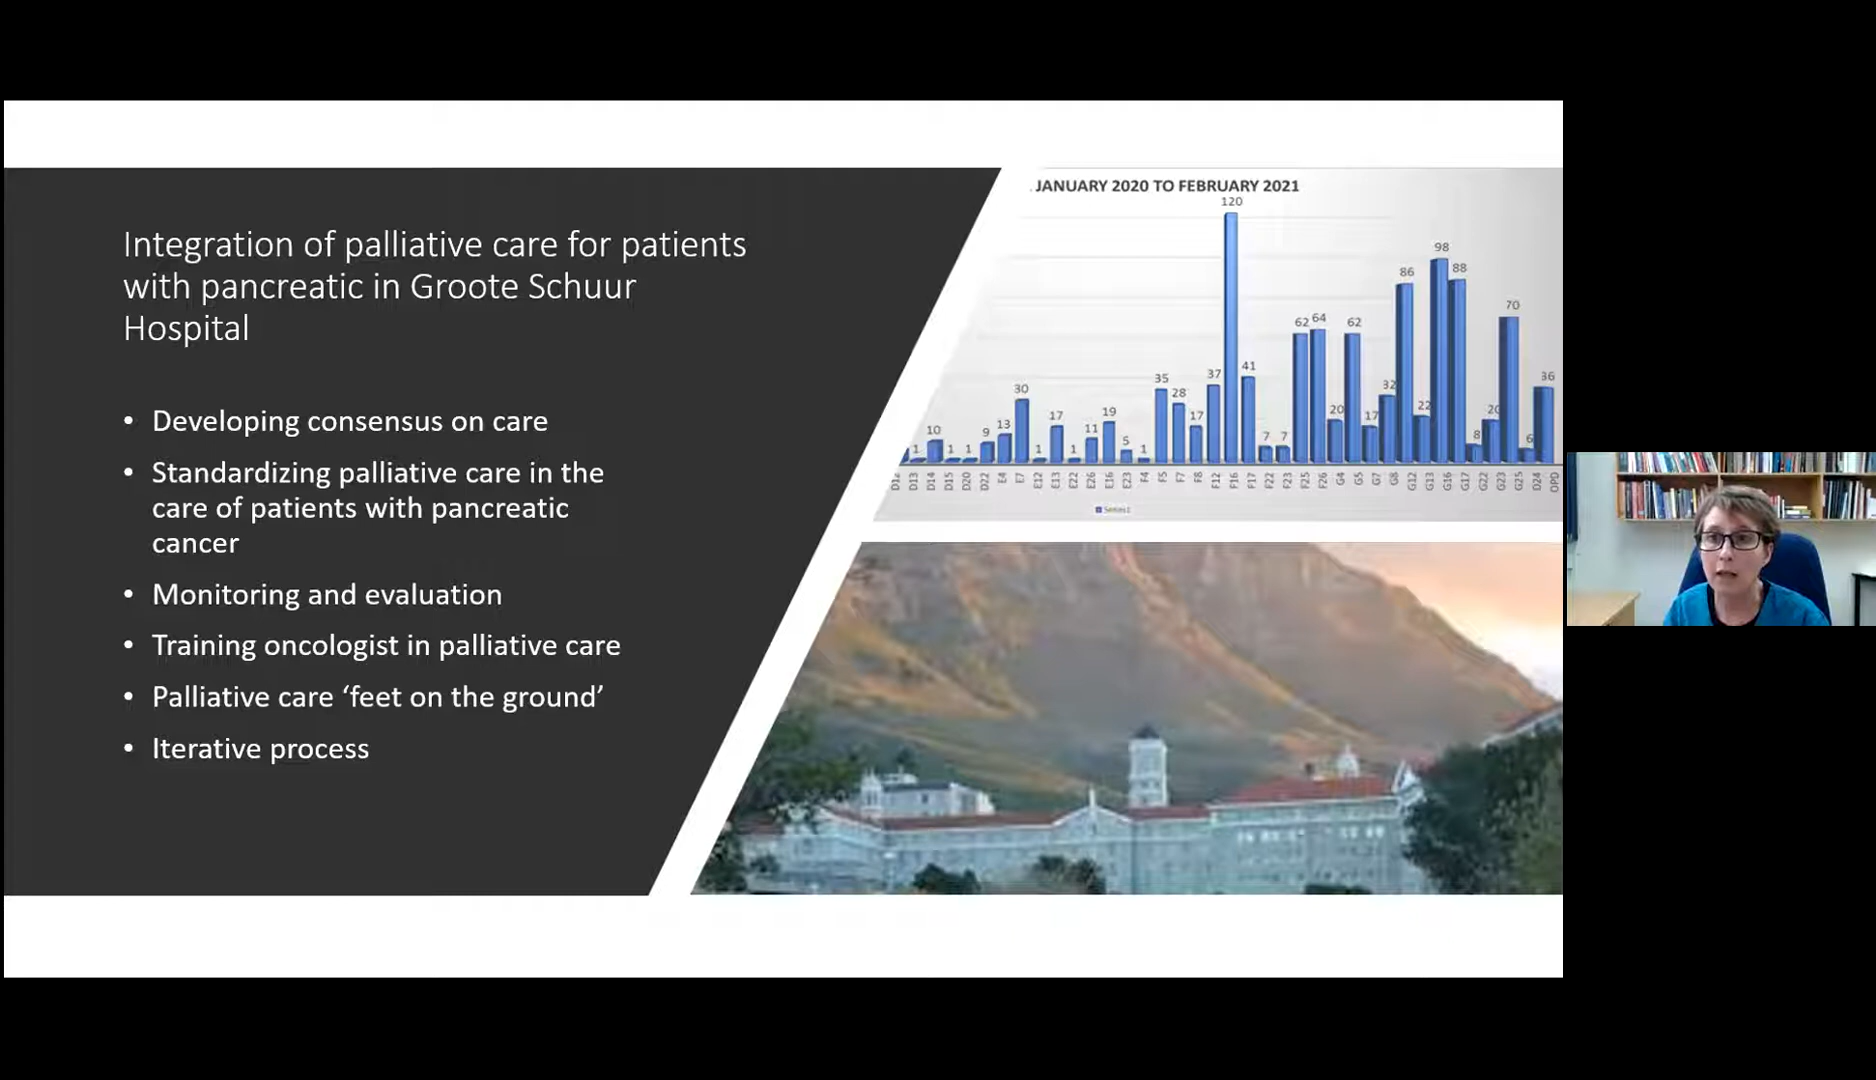 Integration of palliative care for patients
with pancreatic in Groote Schuur
Hospital
• Developing consensus on care
• Standardizing palliative care in the
care of patients with pancreatic
cancer
• Monitoring and evaluation
• Training oncologist in palliative care
• Palliative care ‘feet on the ground’
• Iterative process
JANUARY 2020 TO FEBRUARY 2021
1 10 1 1 9 13 30 1 17 1 11 19 5 1 35 28 17 37 120 41 7 7 62 64 20 62 17 32 86 22 98 88 8 20 70 6 36
D12 D13 D14 D15 D20 D22 E4 E7 E12 E13 E22 E26 E16 E23 F4 F5 F7 F8 F12 F16 F17 F22 F23 F25 F26 G4 G5 G7 G8 G12 G13 G16 G17 G22 G23 G25 D24 OPD
Series1